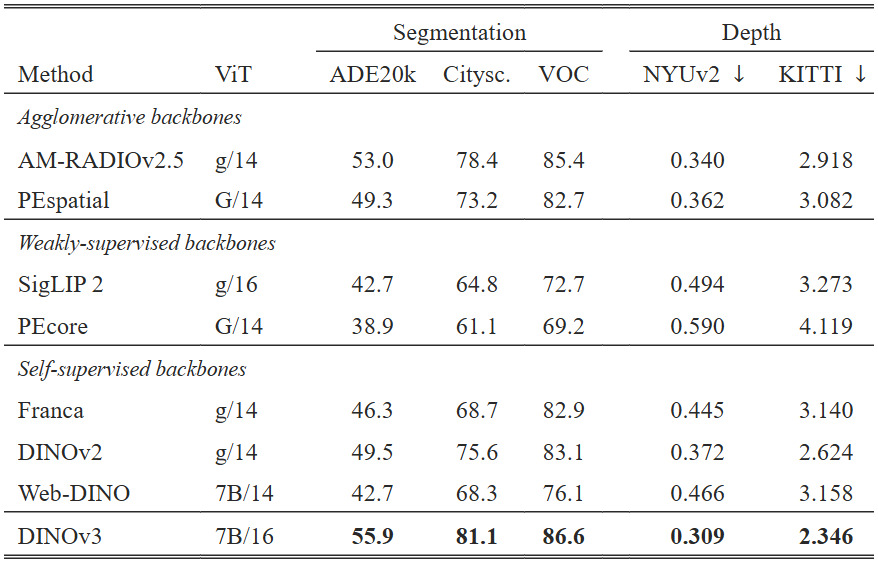 Segmentation Depth
Method ViT ADE20k Citysc. VOC NYUv2 ↓ KITTI ↓
Agglomerative backbones
AM-RADIOv2.5 g/14 53.0 78.4 85.4 0.340 2.918
PEspatial G/14 49.3 73.2 82.7 0.362 3.082
Weakly-supervised backbones
SigLIP 2 g/16 42.7 64.8 72.7 0.494 3.273
PEcore G/14 38.9 61.1 69.2 0.590 4.119
Self-supervised backbones
Franca g/14 46.3 68.7 82.9 0.445 3.140
DINOv2 g/14 49.5 75.6 83.1 0.372 2.624
Web-DINO 7B/14 42.7 68.3 76.1 0.466 3.158
DINOv3 7B/16 55.9 81.1 86.6 0.309 2.346